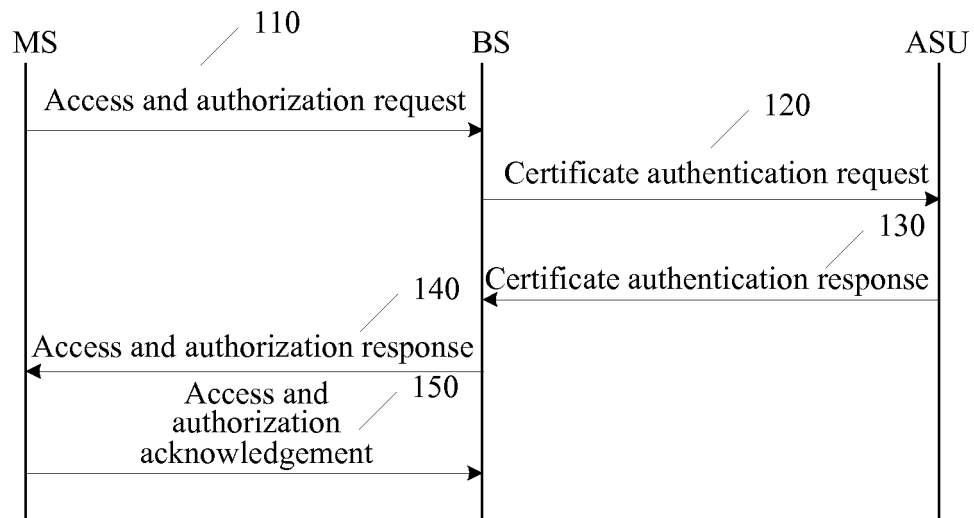 110
MS
BS
ASU
Access and authorization request
120
Certificate authentication request
130
Certificate authentication response
140
Access and authorization response
150
Access and
authorization
acknowledgement